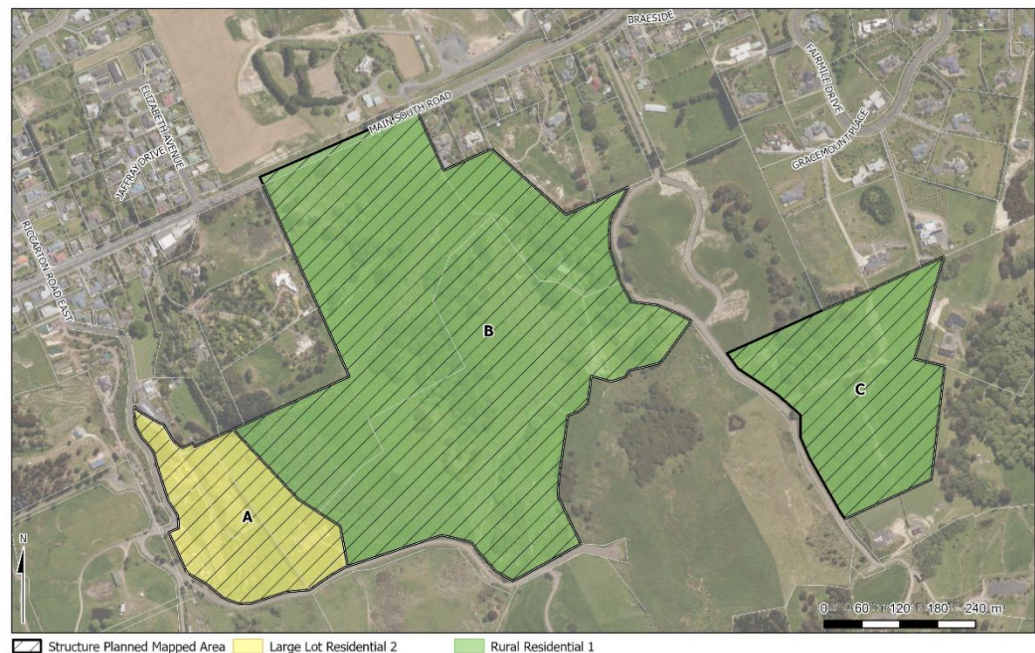 BRAESIDE
FAIRMILE DRIVE
GRACEMOUNT PLACE
MAIN SOUTH ROAD
ELIZABETH AVENUE
JAFFRAY DRIVE
RICCARTON ROAD EAST
B
C
A
N
0 60 120 180 240 m
Structure Planned Mapped Area Large Lot Residential 2 Rural Residential 1